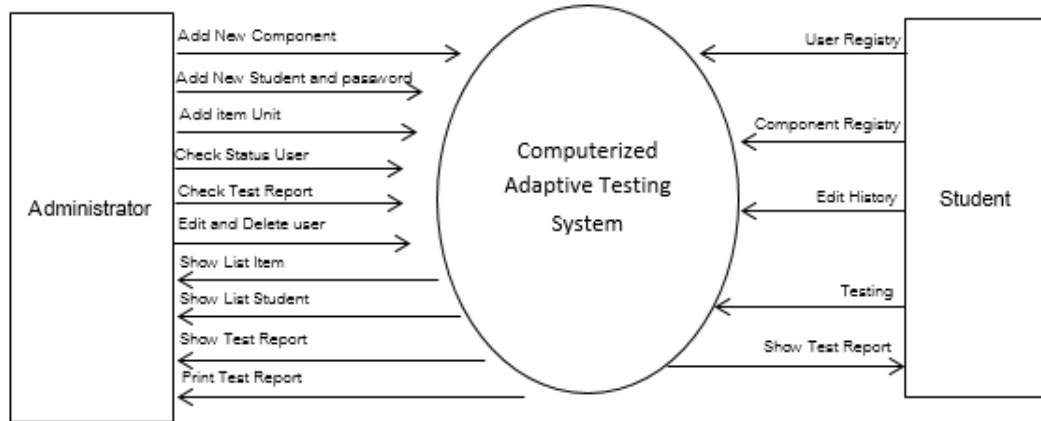 Administrator
Add New Component
Add New Student and password
Add item Unit
Check Status User
Check Test Report
Edit and Delete user
Show List Item
Show List Student
Show Test Report
Print Test Report
Computerized
Adaptive Testing
System
User Registry
Component Registry
Edit History
Testing
Show Test Report
Student